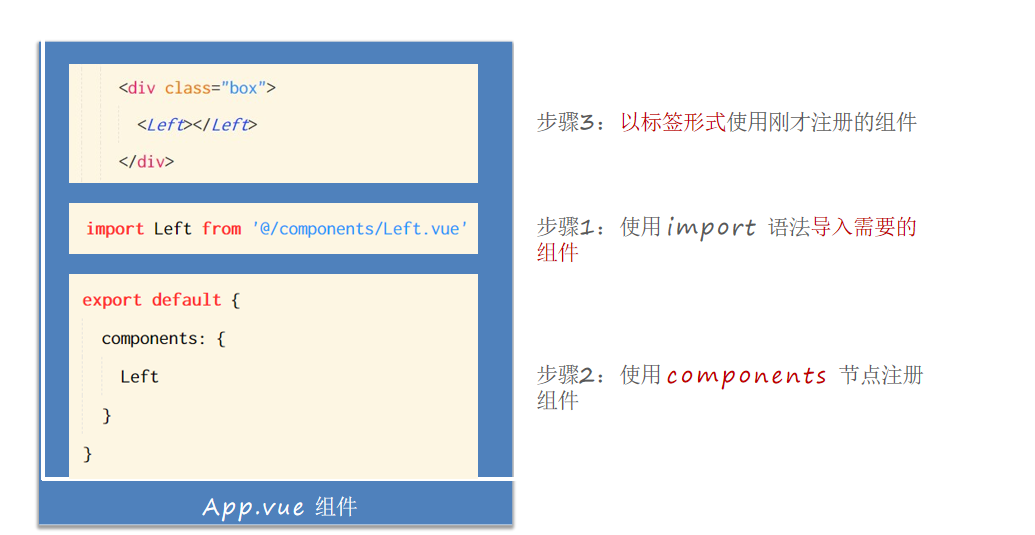 <div class="box">
<Left></Left>
</div>
步骤3：以标签形式使用刚才注册的组件
import Left from '@/components/Left.vue'
步骤1：使用 import 语法导入需要的
组件
export default {
components: {
Left
}
}
步骤2：使用 components 节点注册
组件
App.vue 组件